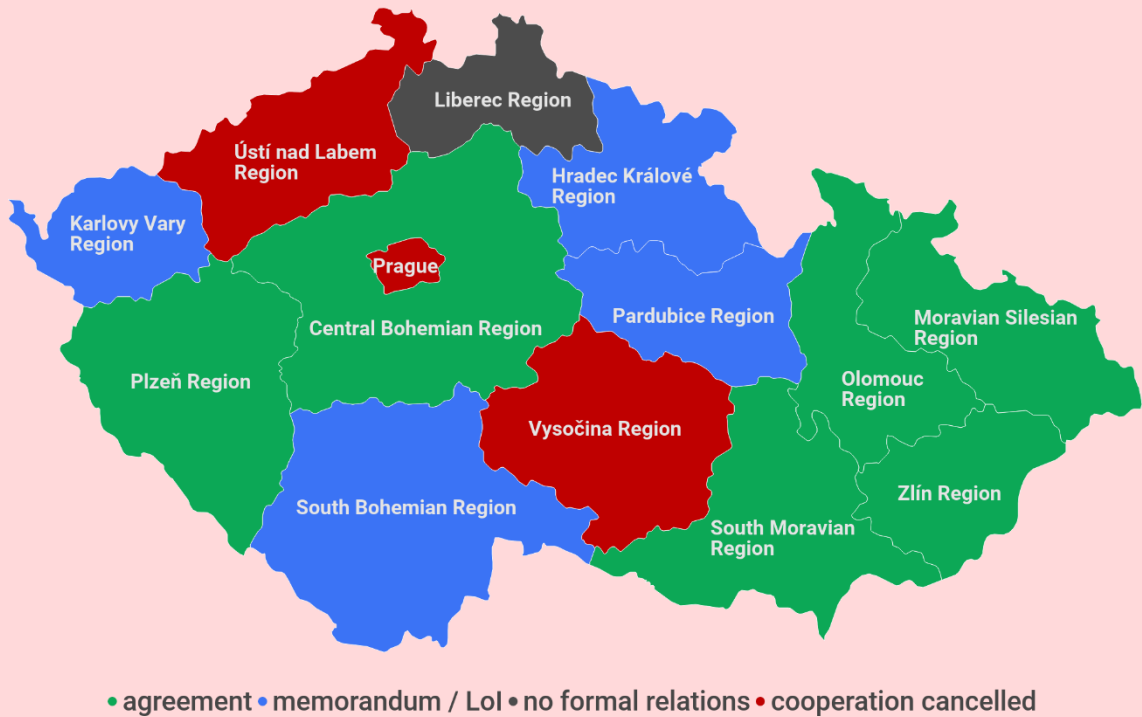 Liberec Region
Ústí nad Labem
Region
Hradec Králové
Region
Karlovy Vary
Region
Prague
Pardubice Region
Moravian Silesian
Region
Central Bohemian Region
Plzeň Region
Olomouc
Region
Vysočina Region
Zlín Region
South Bohemian Region
South Moravian
Region
• agreement • memorandum / LoI • no formal relations • cooperation cancelled